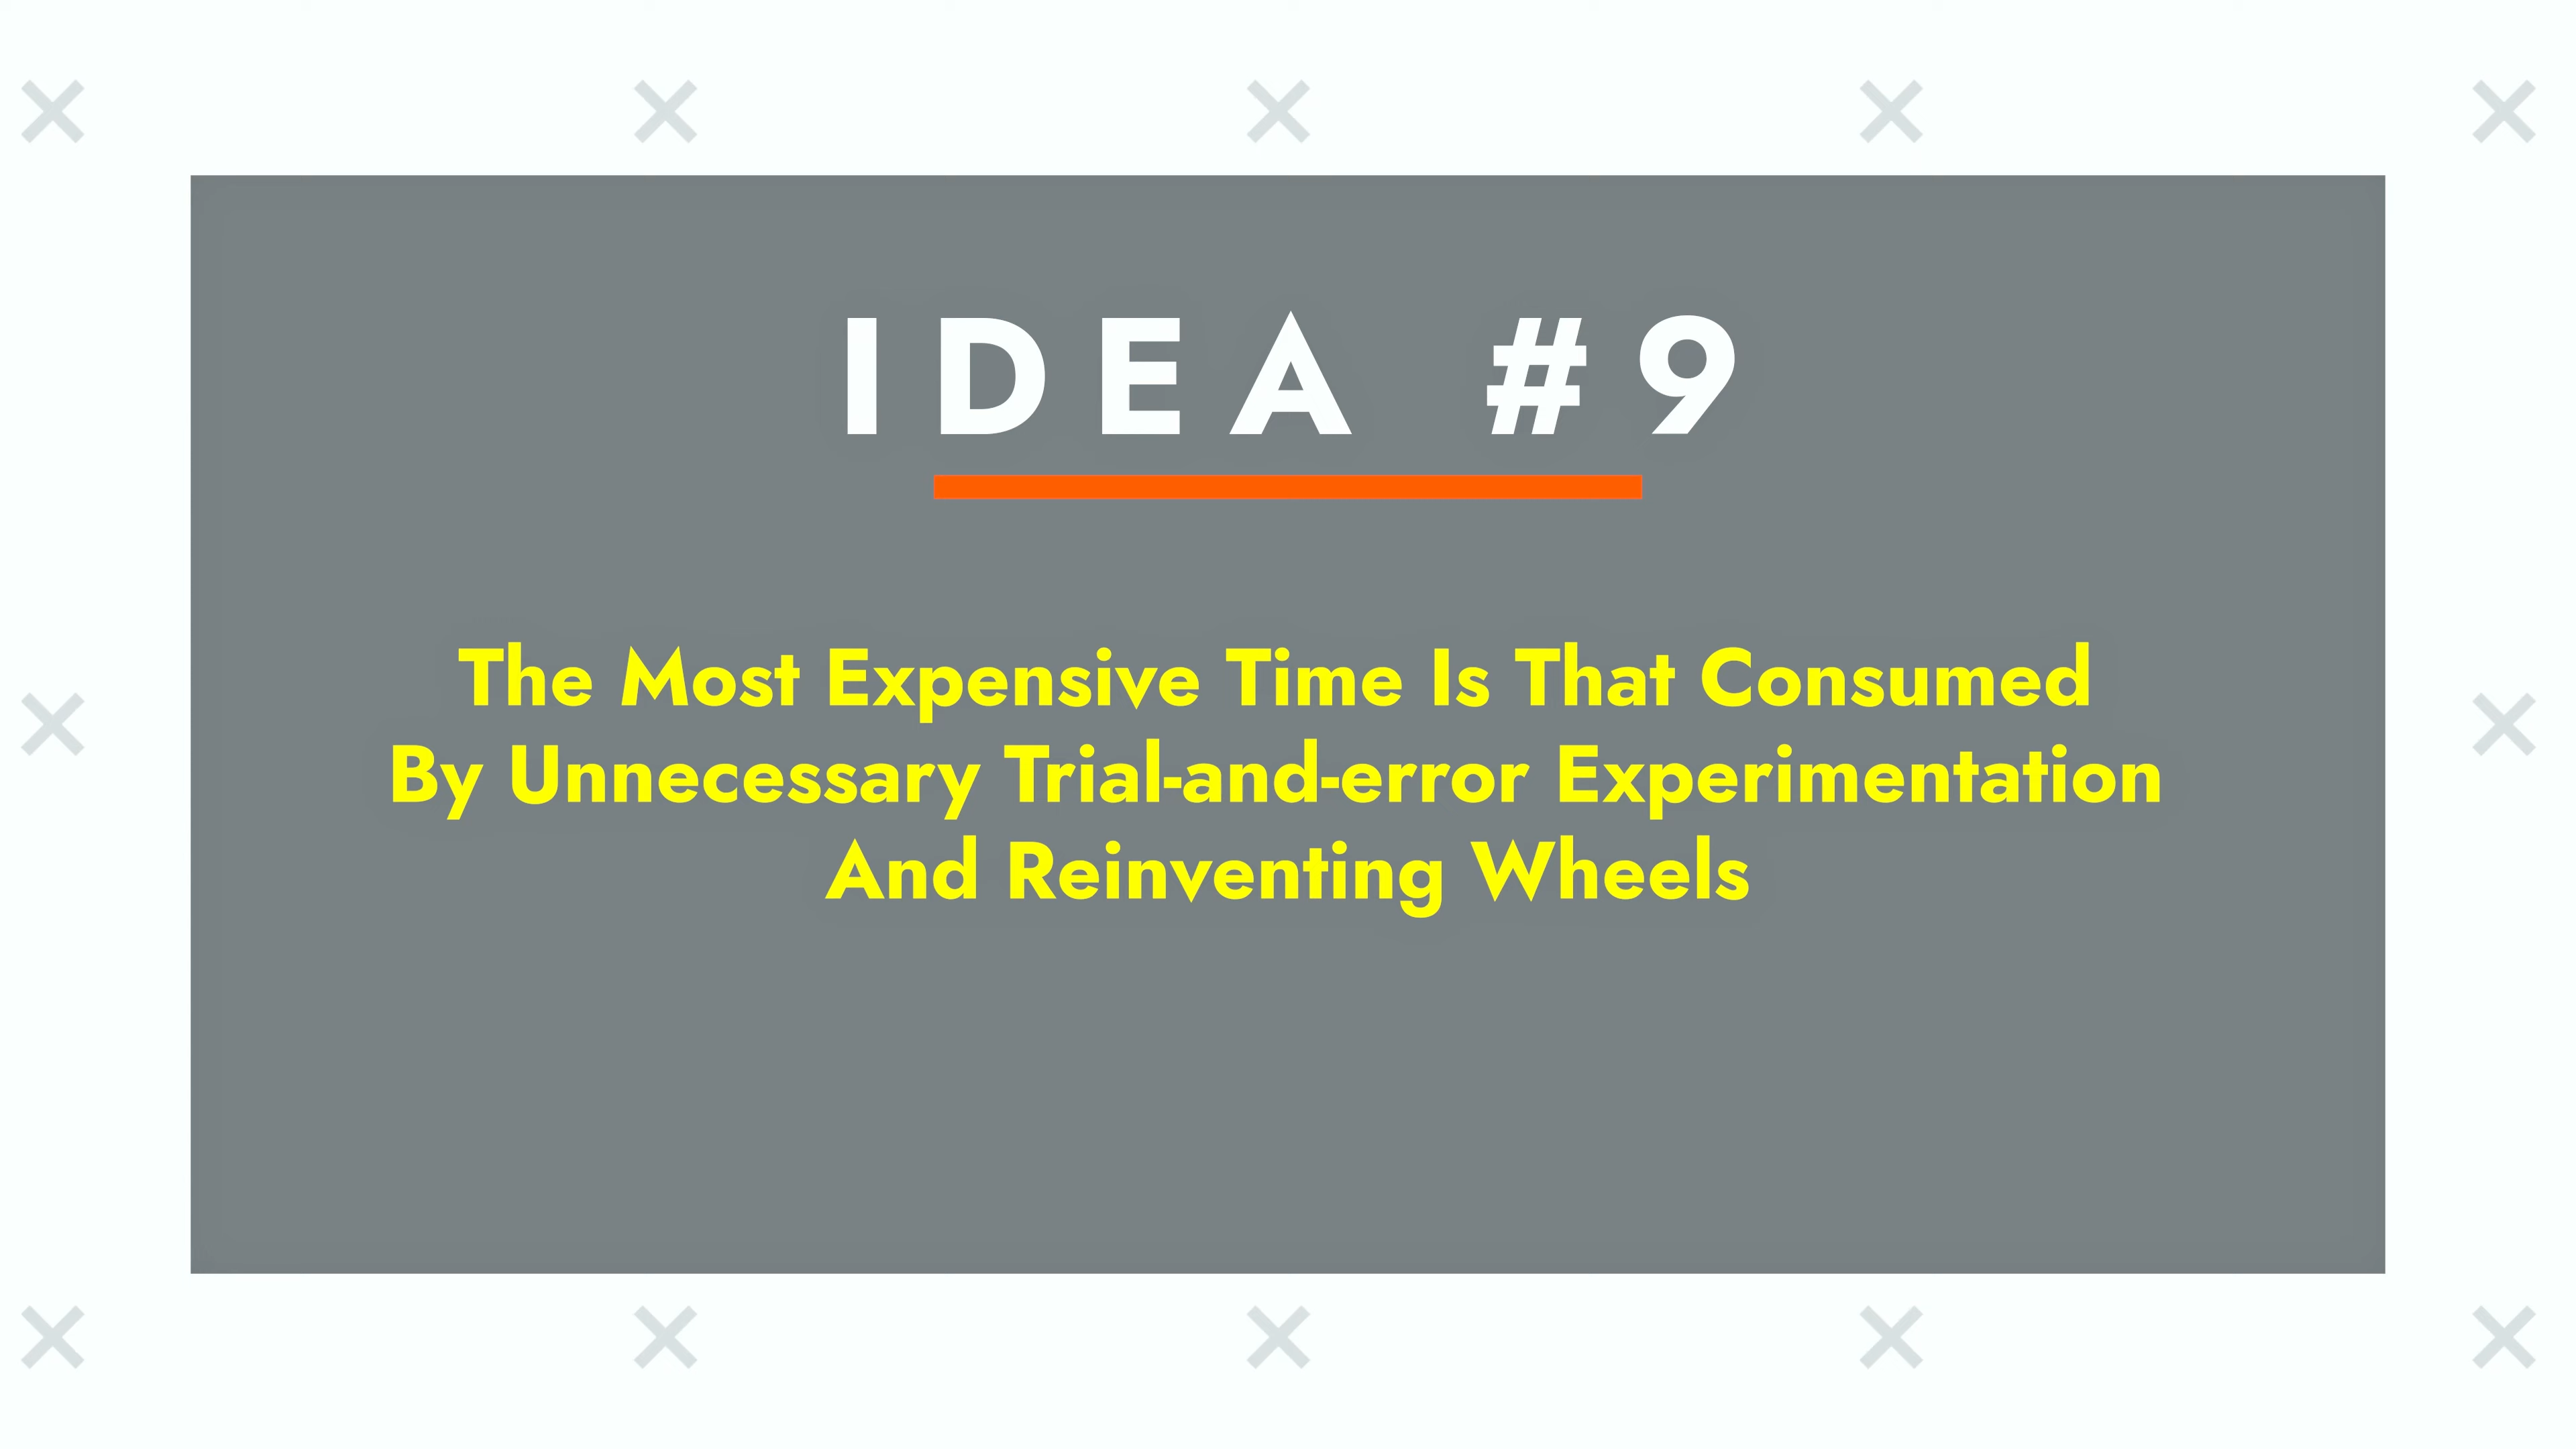 IDEA #9
The Most Expensive Time Is That Consumed
By Unnecessary Trial-and-error Experimentation
And Reinventing Wheels